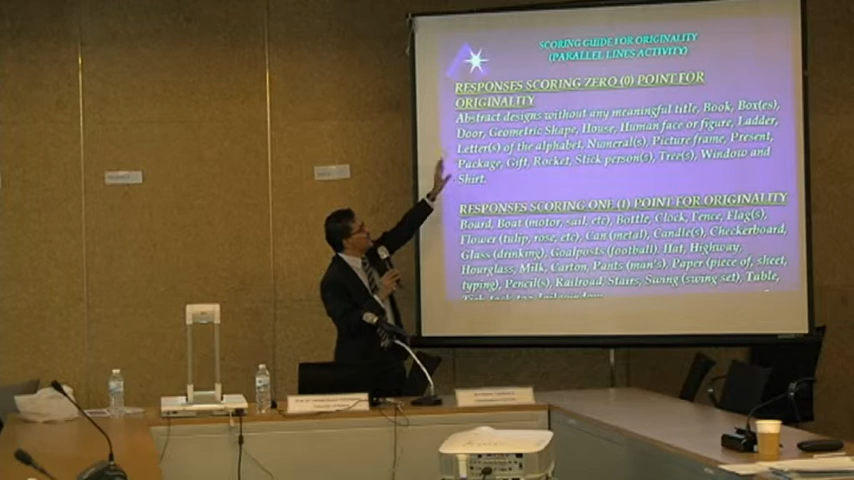 SCORING GUIDE FOR ORIGINALITY
(PARALLEL LINES ACTIVITY)
RESPONSES SCORING ZERO (0) POINT FOR
ORIGINALITY
Abstract designs without any meaningful title, Book, Box(es),
Door, Geometric Shape, House, Human face or figure, Ladder,
Letter(s) of the alphabet, Numeral(s), Picture frame, Present,
Package, Gift, Rocket, Stick person(s), Tree(s), Window and
Shirt.
RESPONSES SCORING ONE (1) POINT FOR ORIGINALITY
Board, Boat (motor, sail, etc), Bottle, Clock, Fence, Flag(s),
Flower (tulip, rose, etc), Can (metal), Candle(s), Checkerboard,
Glass (drinking), Goalposts (football), Hat, Highway,
Hourglass, Milk, Carton, Pants (man's), Paper (piece of, sheet,
typing), Pencil(s), Railroad, Stairs, Swing (swing set), Table,